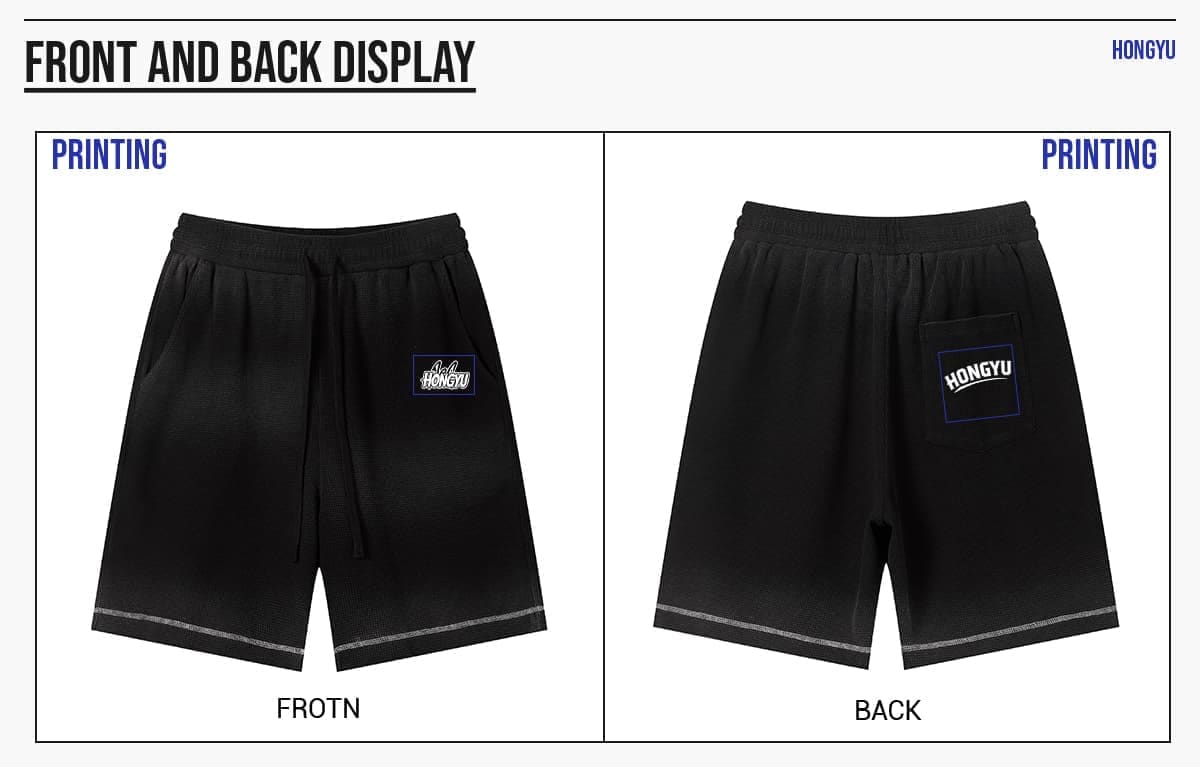 FRONT AND BACK DISPLAY
HONGYU
PRINTING
PRINTING
HONGYU
HONGYU
FROTN
BACK